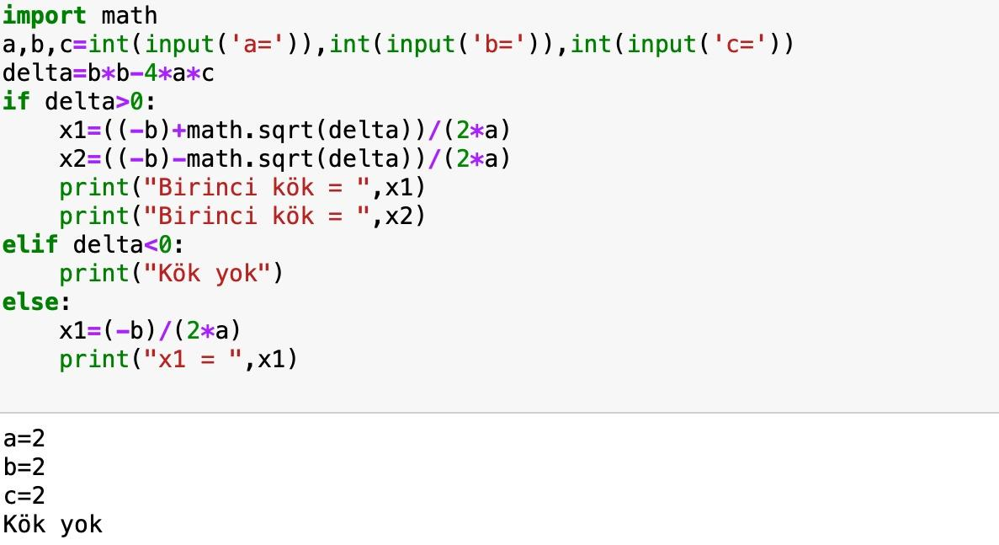 import math
a,b,c=int(input('a=')),int(input('b=')),int(input('c='))
delta=b*b-4*a*c
if delta>0:
    x1=((-b)+math.sqrt(delta))/(2*a)
    x2=((-b)-math.sqrt(delta))/(2*a)
    print("Birinci kök = ",x1)
    print("Birinci kök = ",x2)
elif delta<0:
    print("Kök yok")
else:
    x1=(-b)/(2*a)
    print("x1 = ",x1)
a=2
b=2
c=2
Kök yok